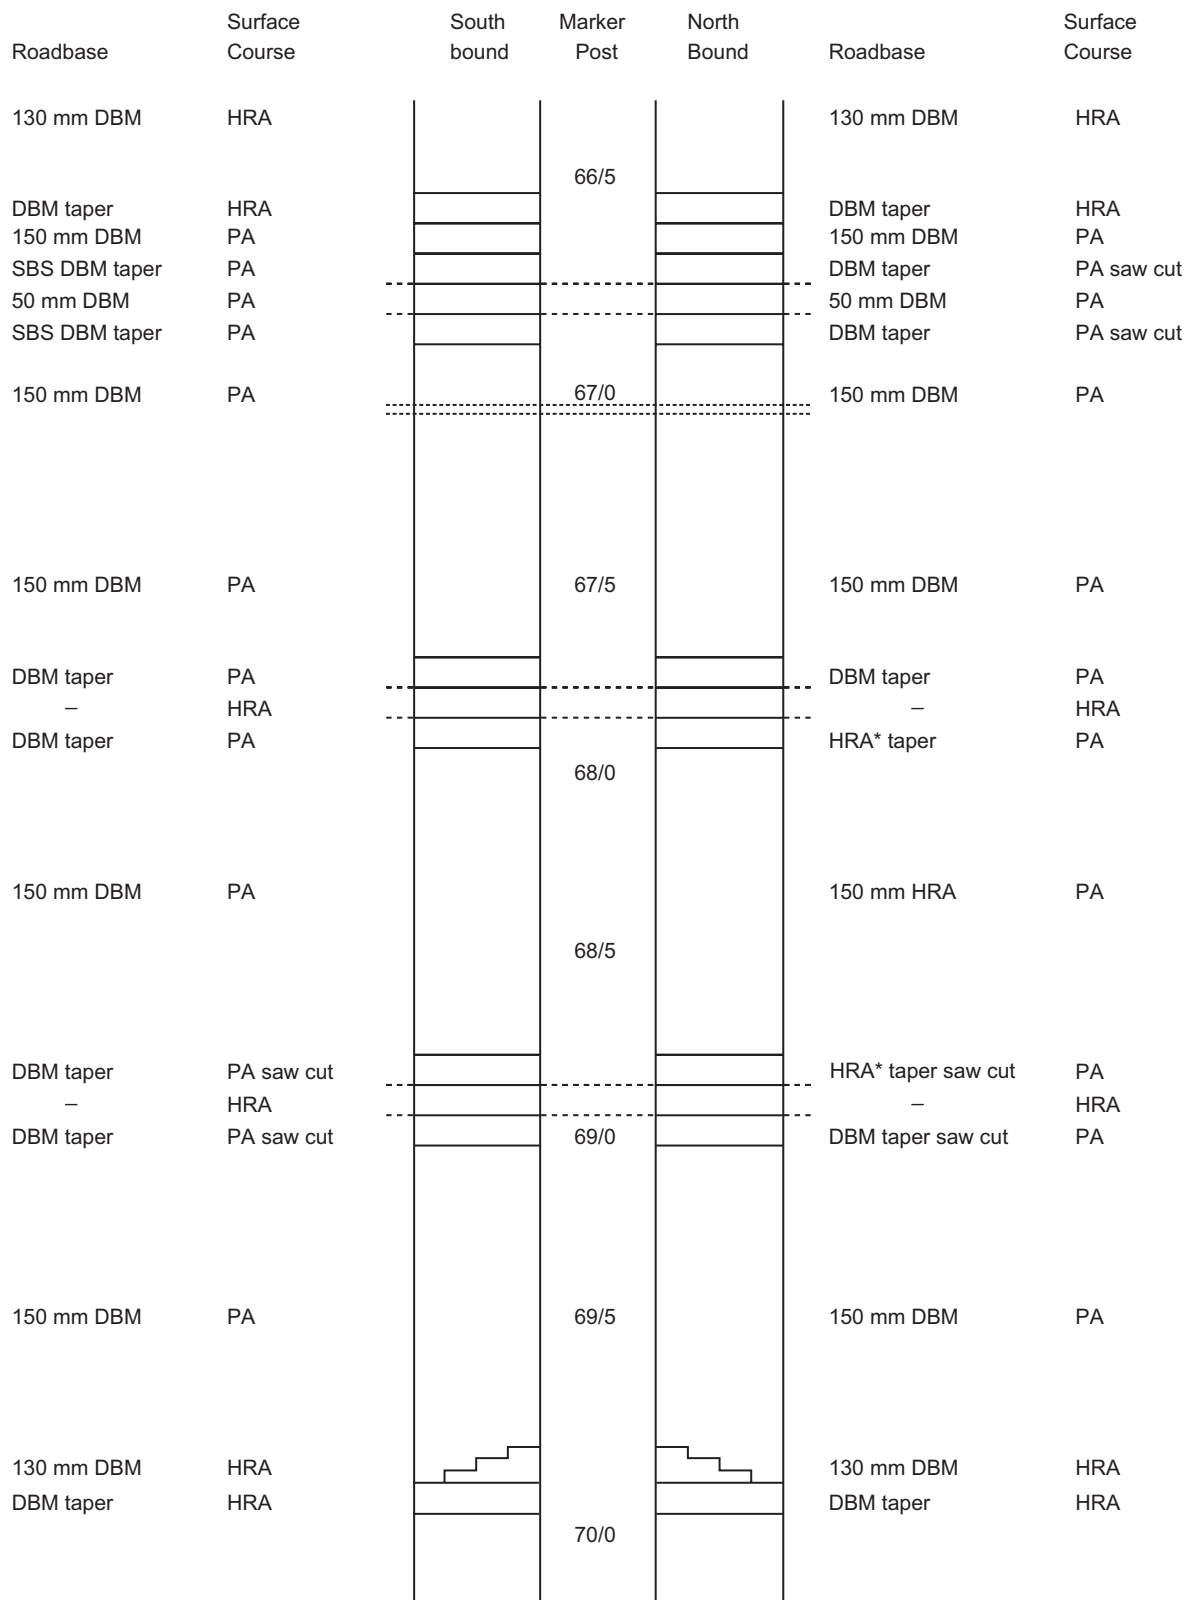 Surface South Marker North Surface
Roadbase Course bound Post Bound Roadbase Course
130 mm DBM HRA 130 mm DBM HRA
66/5
DBM taper HRA DBM taper HRA
150 mm DBM PA 150 mm DBM PA
SBS DBM taper PA DBM taper PA saw cut
50 mm DBM PA 50 mm DBM PA
SBS DBM taper PA DBM taper PA saw cut
150 mm DBM PA 67/0 150 mm DBM PA
150 mm DBM PA 67/5 150 mm DBM PA
DBM taper PA DBM taper PA
– HRA – HRA
DBM taper PA HRA* taper PA
68/0
150 mm DBM PA 150 mm HRA PA
68/5
DBM taper PA saw cut HRA* taper saw cut PA
– HRA – HRA
DBM taper PA saw cut 69/0 DBM taper saw cut PA
150 mm DBM PA 69/5 150 mm DBM PA
130 mm DBM HRA 130 mm DBM HRA
DBM taper HRA DBM taper HRA
70/0